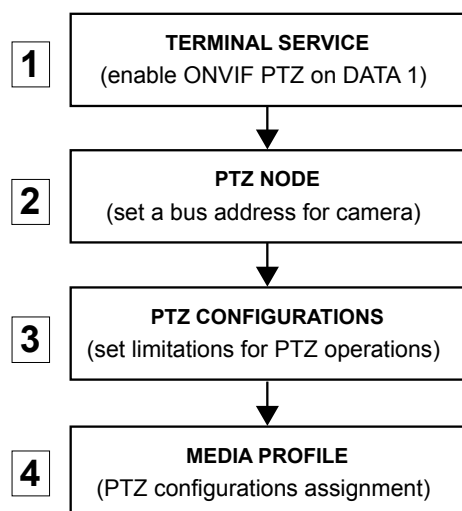 1
TERMINAL SERVICE
(enable ONVIF PTZ on DATA 1)
2
PTZ NODE
(set a bus address for camera)
3
PTZ CONFIGURATIONS
(set limitations for PTZ operations)
4
MEDIA PROFILE
(PTZ configurations assignment)